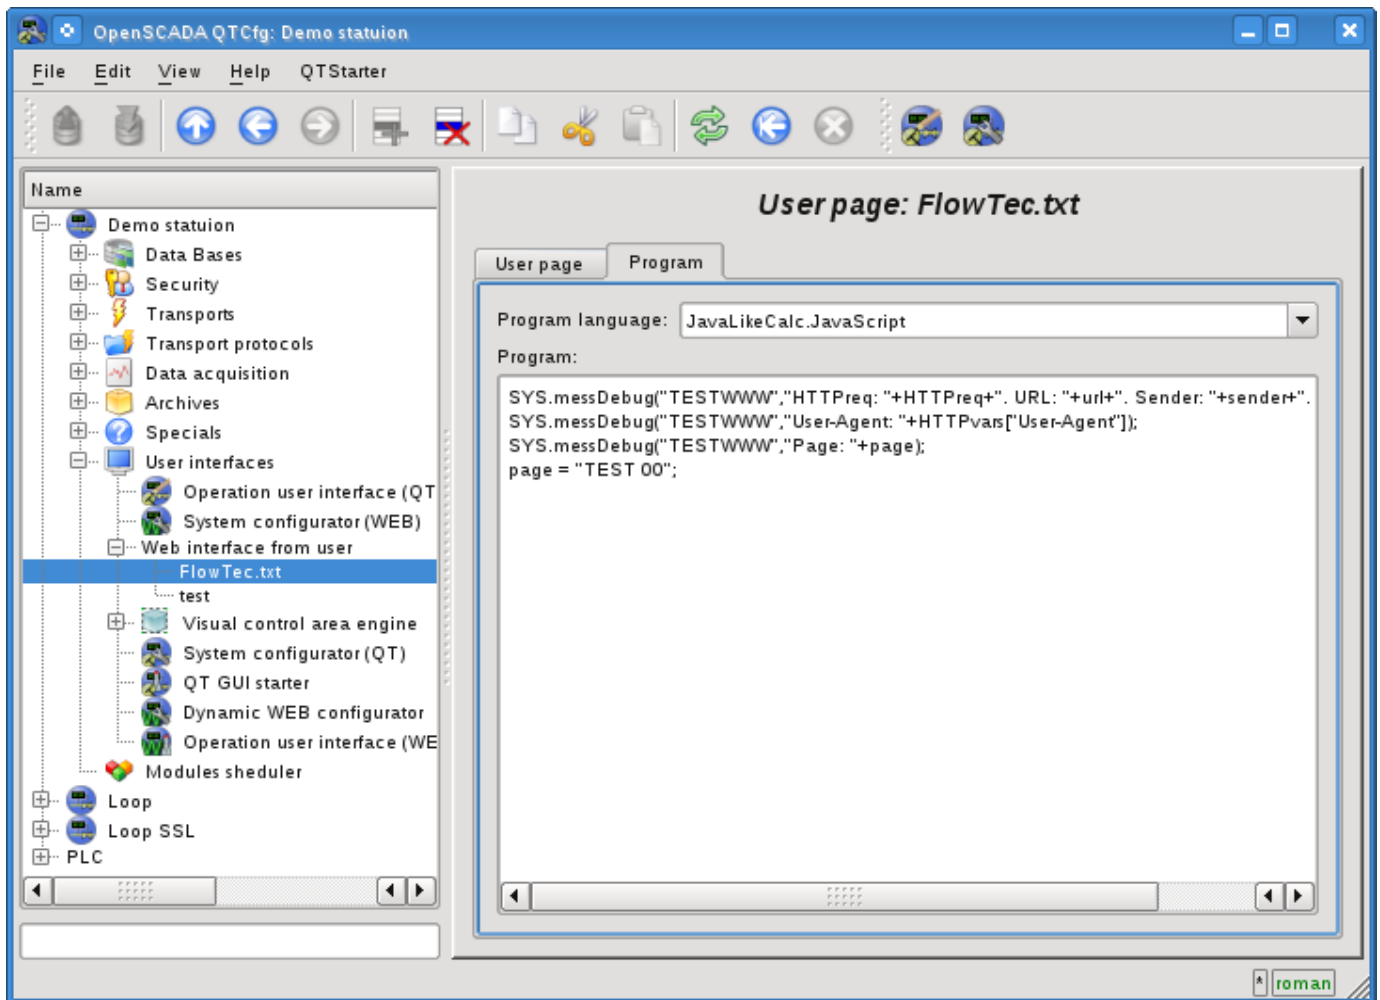 OpenSCADA QTCfg: Demo statuion
File Edit View Help QTStarter
Name
Demo statuion
Data Bases
Security
Transports
Transport protocols
Data acquisition
Archives
Specials
User interfaces
Operation user interface (QT
System configurator (WEB)
Web interface from user
FlowTec.txt
test
Visual control area engine
System configurator (QT)
QT GUI starter
Dynamic WEB configurator
Operation user interface (WE
Modules sheduler
Loop
Loop SSL
PLC
User page: FlowTec.txt
User page Program
Program language: JavaLikeCalc.JavaScript
Program:
SYS.messDebug("TESTWWW","HTTPreq: "+HTTPreq+". URL: "+url+". Sender: "+sender+".
SYS.messDebug("TESTWWW","User-Agent: "+HTTPvars["User-Agent"]);
SYS.messDebug("TESTWWW","Page: "+page);
page = "TEST 00";
* roman